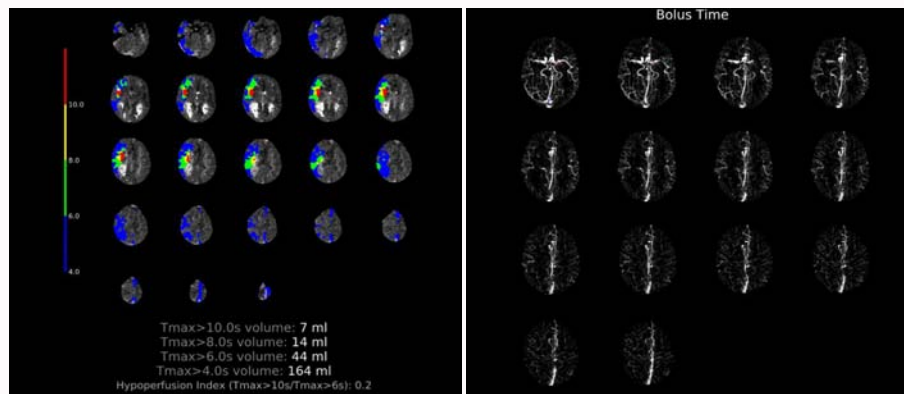 10.0
8.0
6.0
4.0
Tmax>10.0s volume: 7 ml
Tmax>8.0s volume: 14 ml
Tmax>6.0s volume: 44 ml
Tmax>4.0s volume: 164 ml
Hypoperfusion Index (Tmax>10s/Tmax>6s): 0.2
Bolus Time